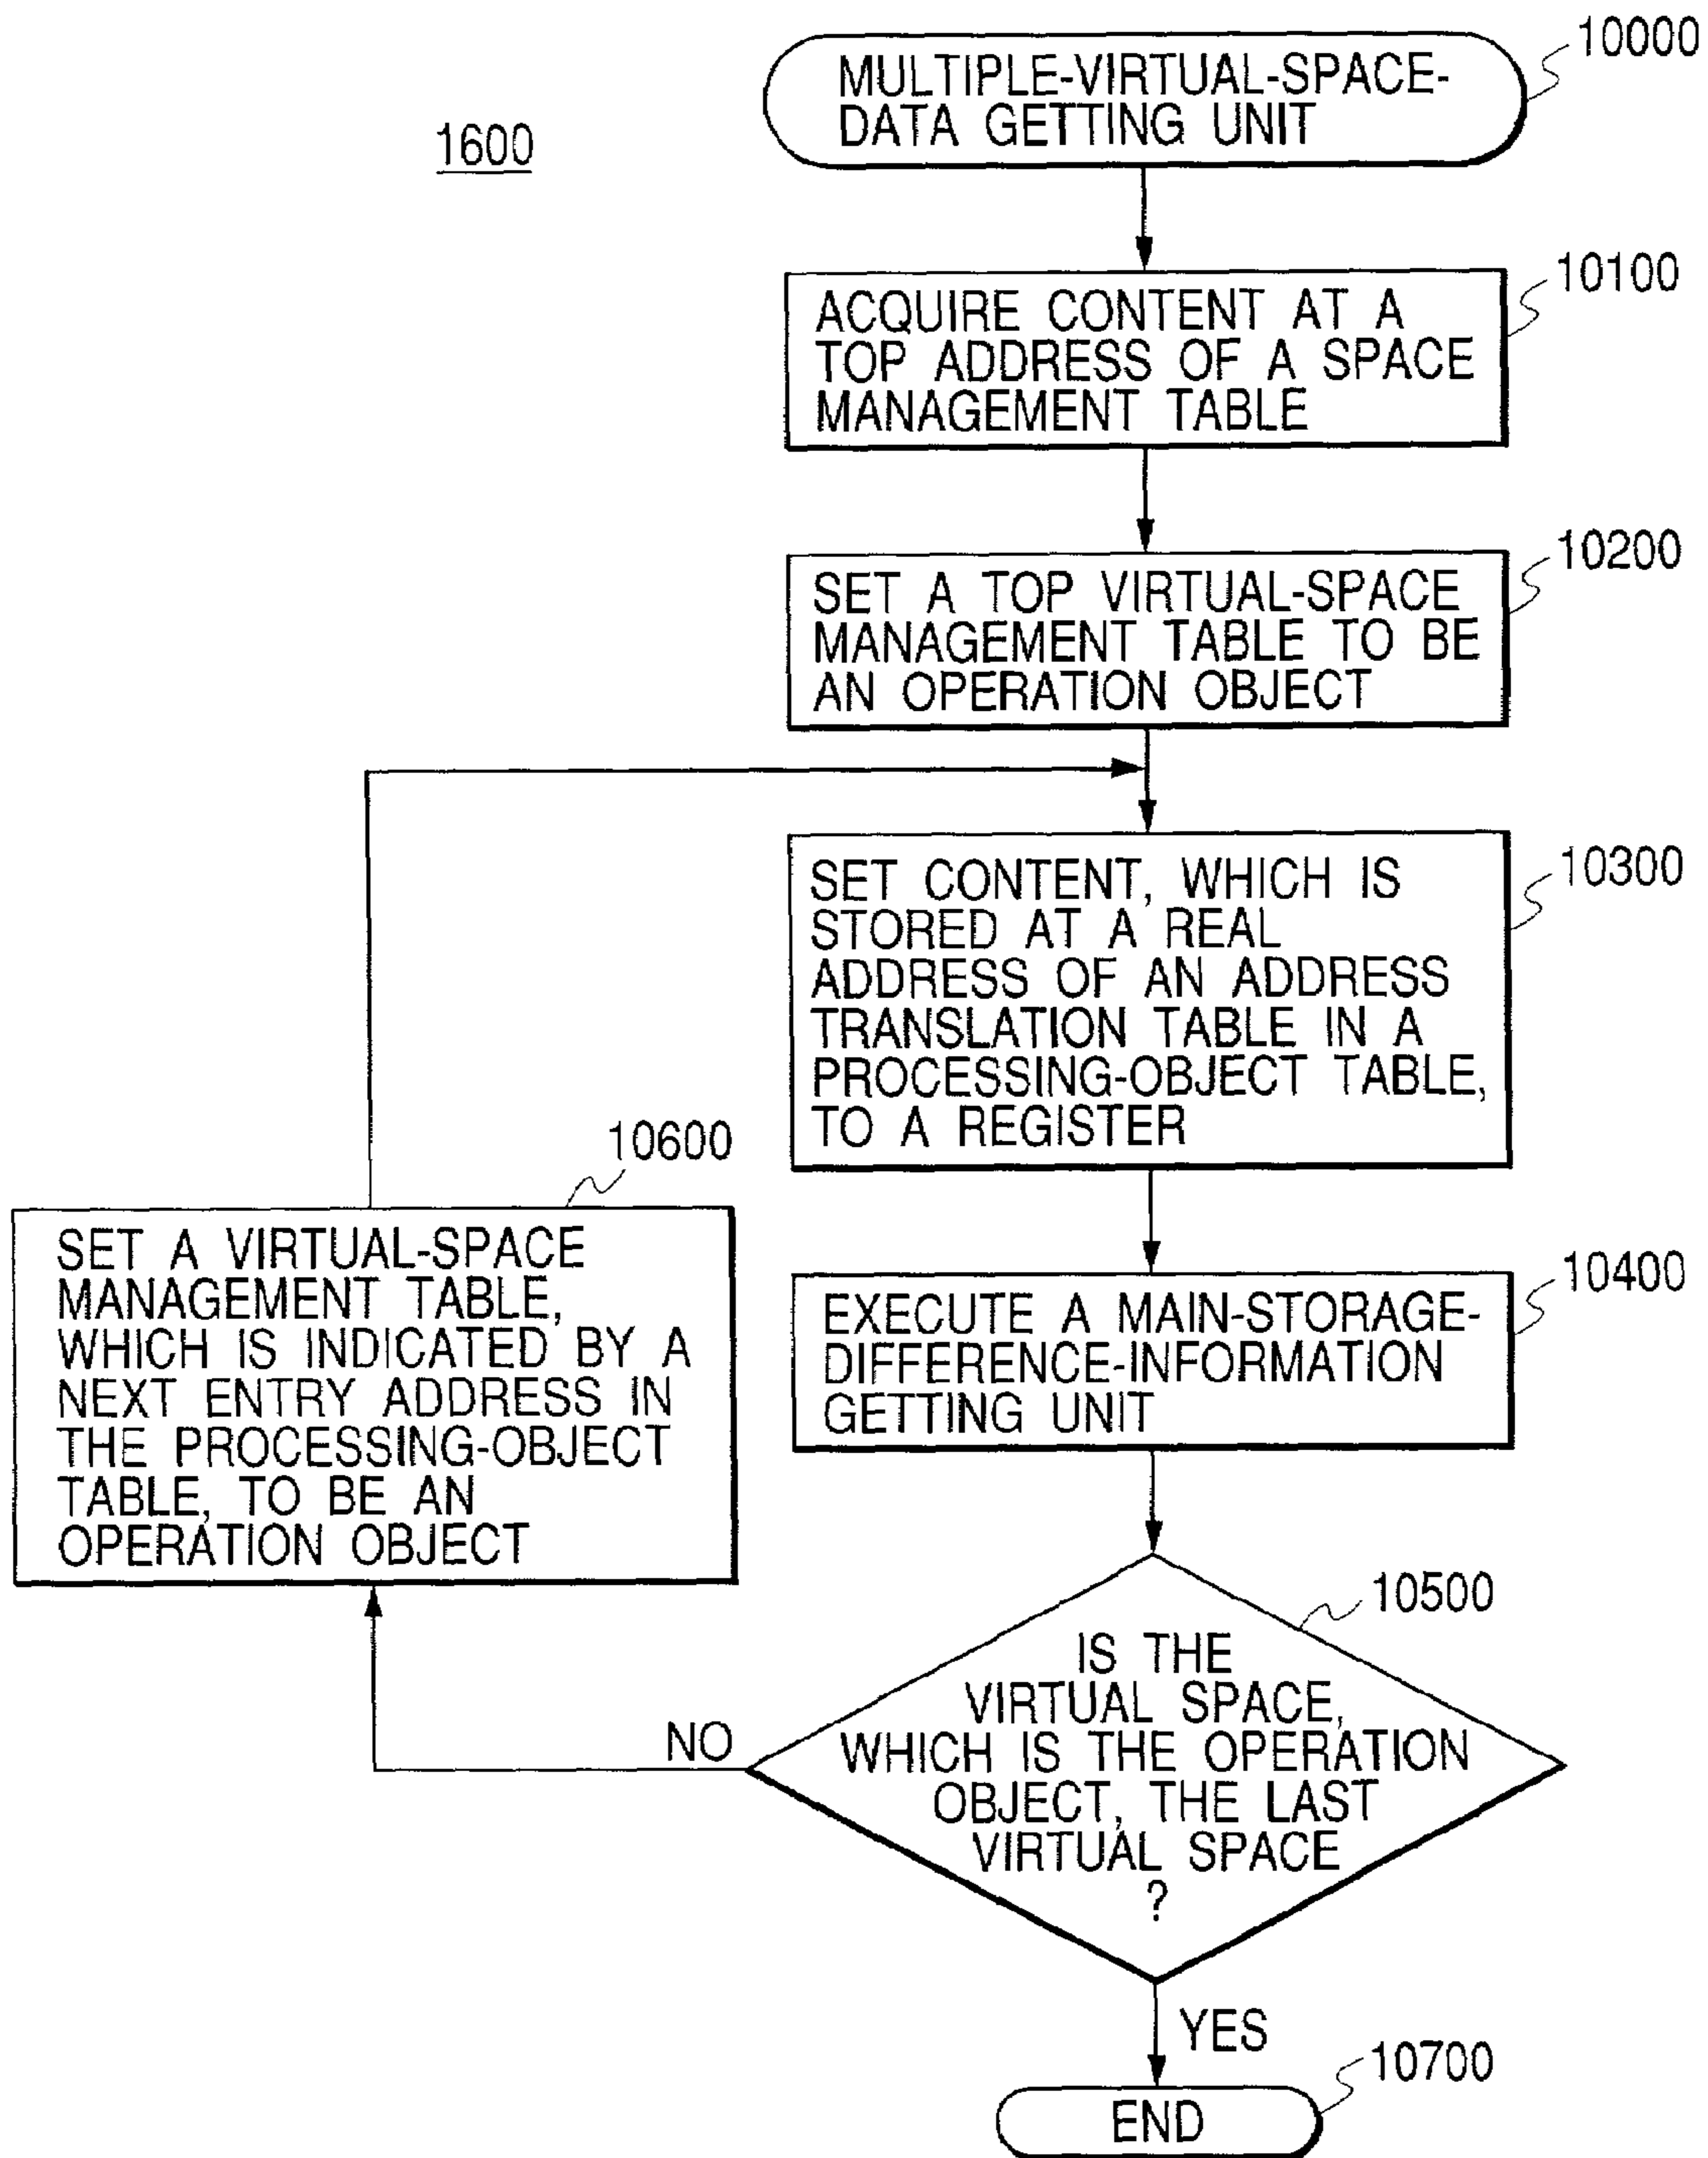 1600
10000
MULTIPLE-VIRTUAL-SPACE-
DATA GETTING UNIT
10100
ACQUIRE CONTENT AT A
TOP ADDRESS OF A SPACE
MANAGEMENT TABLE
10200
SET A TOP VIRTUAL-SPACE
MANAGEMENT TABLE TO BE
AN OPERATION OBJECT
10300
SET CONTENT, WHICH IS
STORED AT A REAL
ADDRESS OF AN ADDRESS
TRANSLATION TABLE IN A
PROCESSING-OBJECT TABLE,
TO A REGISTER
10400
EXECUTE A MAIN-STORAGE-
DIFFERENCE-INFORMATION
GETTING UNIT
10500
IS THE
VIRTUAL SPACE,
WHICH IS THE OPERATION
OBJECT, THE LAST
VIRTUAL SPACE
?
NO
10600
SET A VIRTUAL-SPACE
MANAGEMENT TABLE,
WHICH IS INDICATED BY A
NEXT ENTRY ADDRESS IN
THE PROCESSING-OBJECT
TABLE, TO BE AN
OPERATION OBJECT
YES
10700
END